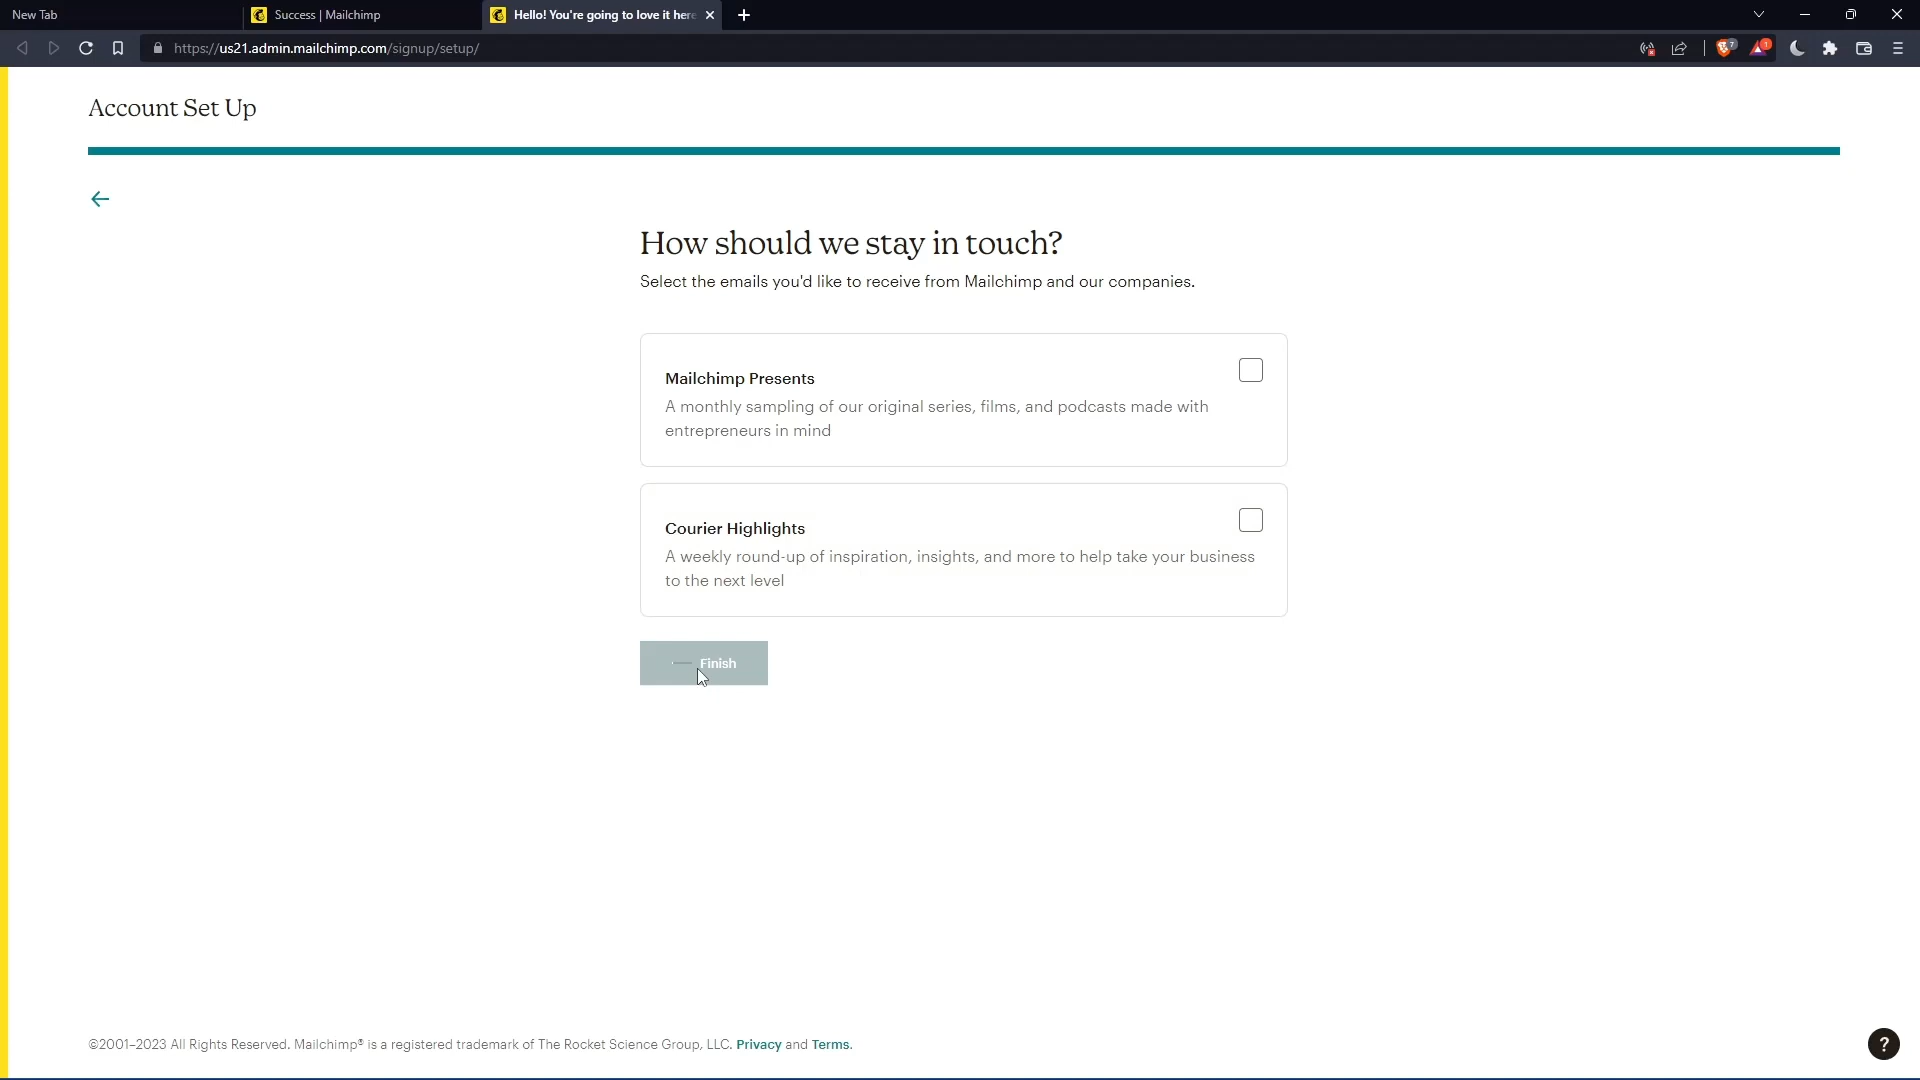 New Tab
Success | Mailchimp
Hello! You're going to love it here
https://us21.admin.mailchimp.com/signup/setup/
7
1
Account Set Up
How should we stay in touch?
Select the emails you'd like to receive from Mailchimp and our companies.
Mailchimp Presents
A monthly sampling of our original series, films, and podcasts made with
entrepreneurs in mind
Courier Highlights
A weekly round-up of inspiration, insights, and more to help take your business
to the next level
Finish
©2001–2023 All Rights Reserved. Mailchimp® is a registered trademark of The Rocket Science Group, LLC. Privacy and Terms.
?